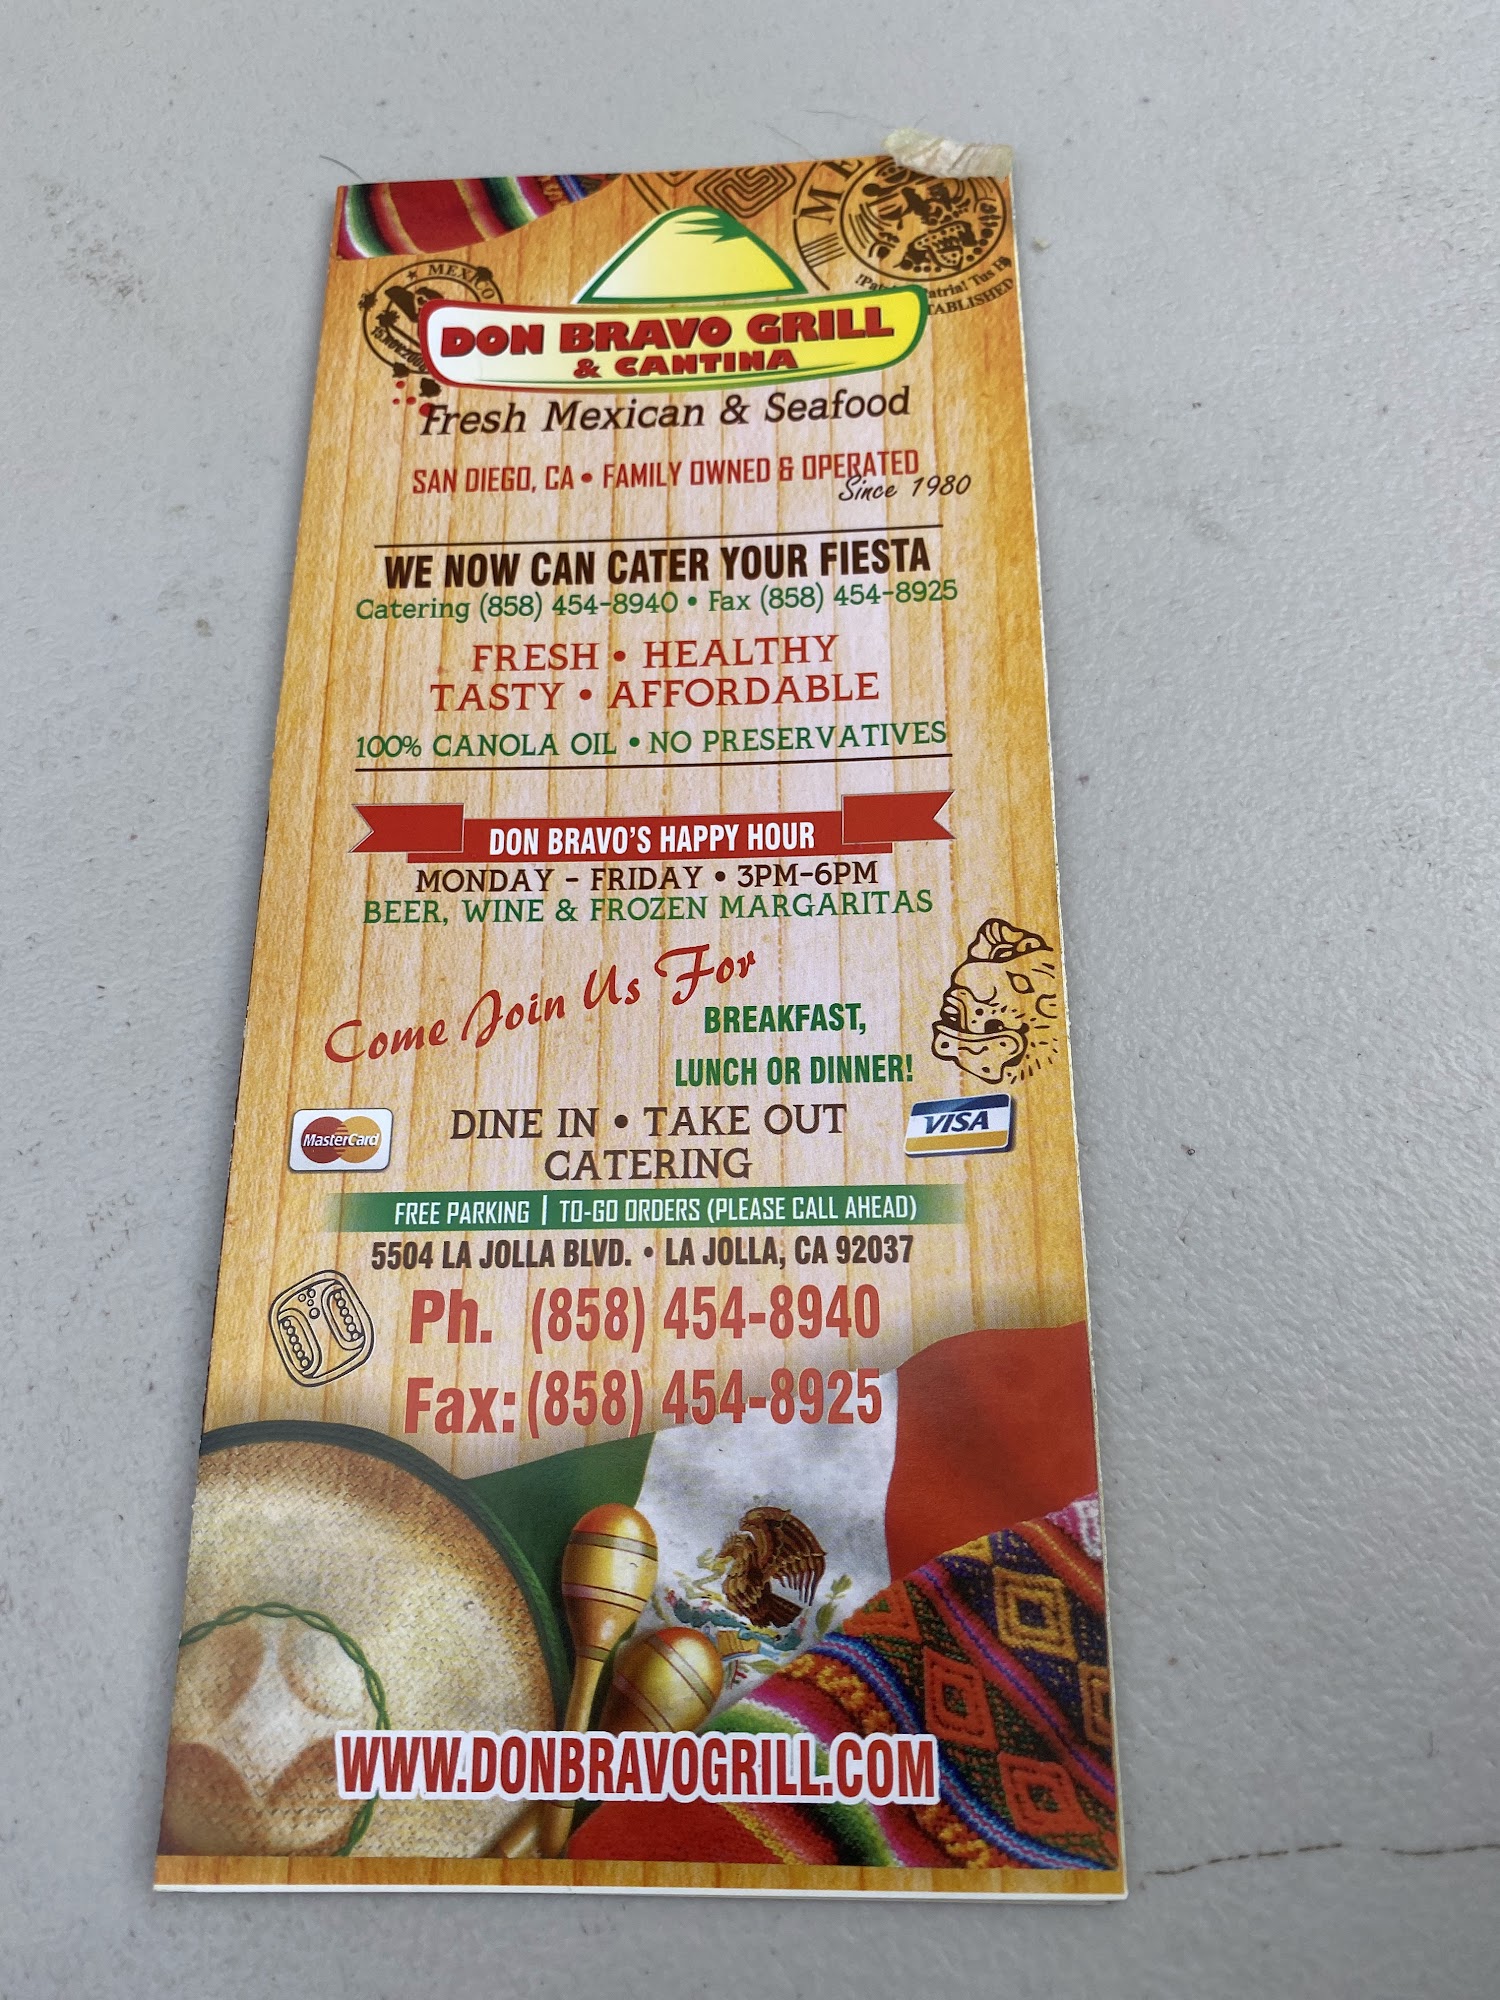 MEXICO
ME
TABLISHED
DON BRAVO GRILL
& CANTINA
Fresh Mexican & Seafood
SAN DIEGO, CA • FAMILY OWNED & OPERATED
Since 1980
WE NOW CAN CATER YOUR FIESTA
Catering (858) 454-8940 • Fax (858) 454-8925
FRESH • HEALTHY
TASTY • AFFORDABLE
100% CANOLA OIL • NO PRESERVATIVES
DON BRAVO'S HAPPY HOUR
MONDAY - FRIDAY • 3PM-6PM
BEER, WINE & FROZEN MARGARITAS
Come Join Us For
BREAKFAST,
LUNCH OR DINNER!
MasterCard
DINE IN • TAKE OUT
VISA
CATERING
FREE PARKING | TO-GO ORDERS (PLEASE CALL AHEAD)
5504 LA JOLLA BLVD. • LA JOLLA, CA 92037
Ph. (858) 454-8940
Fax: (858) 454-8925
WWW.DONBRAVOGRILL.COM